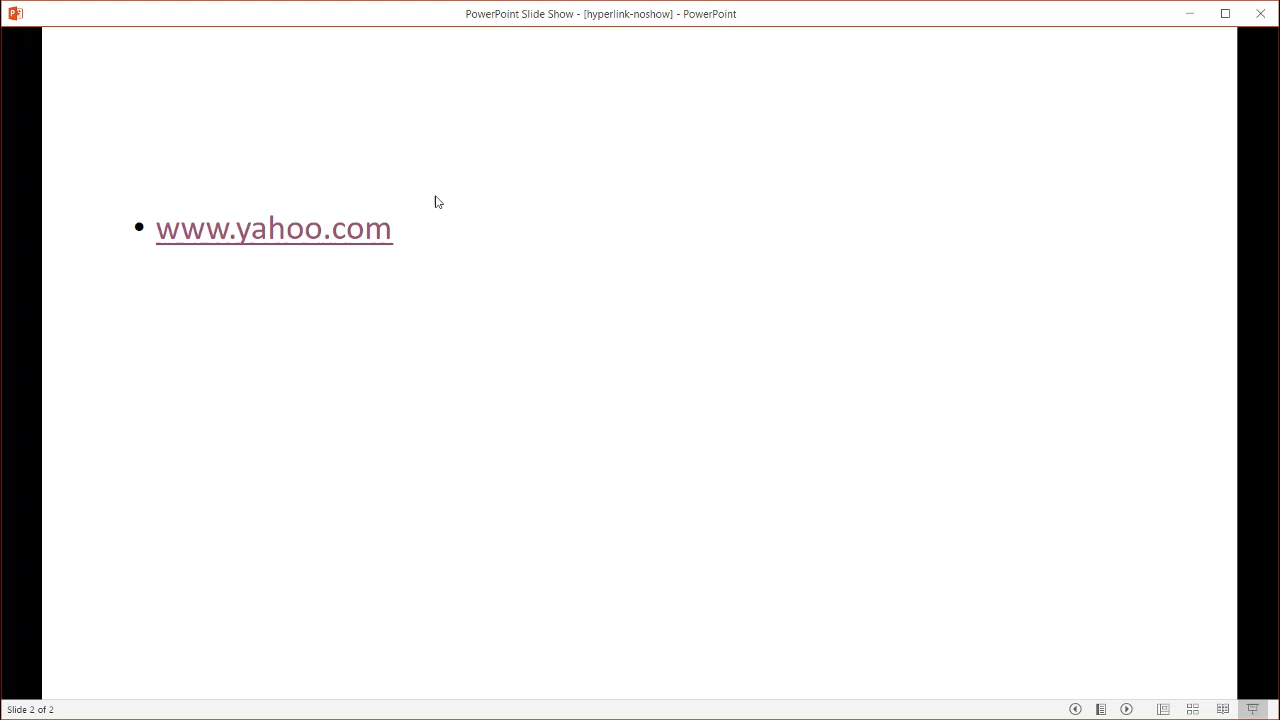 PowerPoint Slide Show - [hyperlink-noshow] - PowerPoint
• www.yahoo.com
Slide 2 of 2